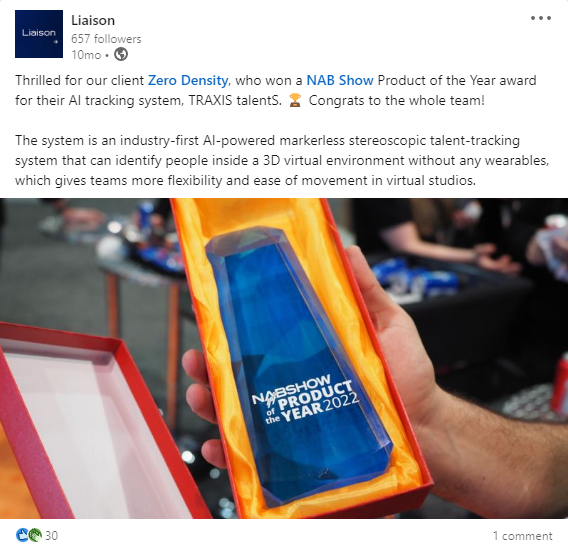 Liaison
Liaison
657 followers
10mo •
Thrilled for our client Zero Density, who won a NAB Show Product of the Year award
for their AI tracking system, TRAXIS talentS. 🏆 Congrats to the whole team!
The system is an industry-first AI-powered markerless stereoscopic talent-tracking
system that can identify people inside a 3D virtual environment without any wearables,
which gives teams more flexibility and ease of movement in virtual studios.
NABSHOW
of PRODUCT
the YEAR 2022
30
1 comment